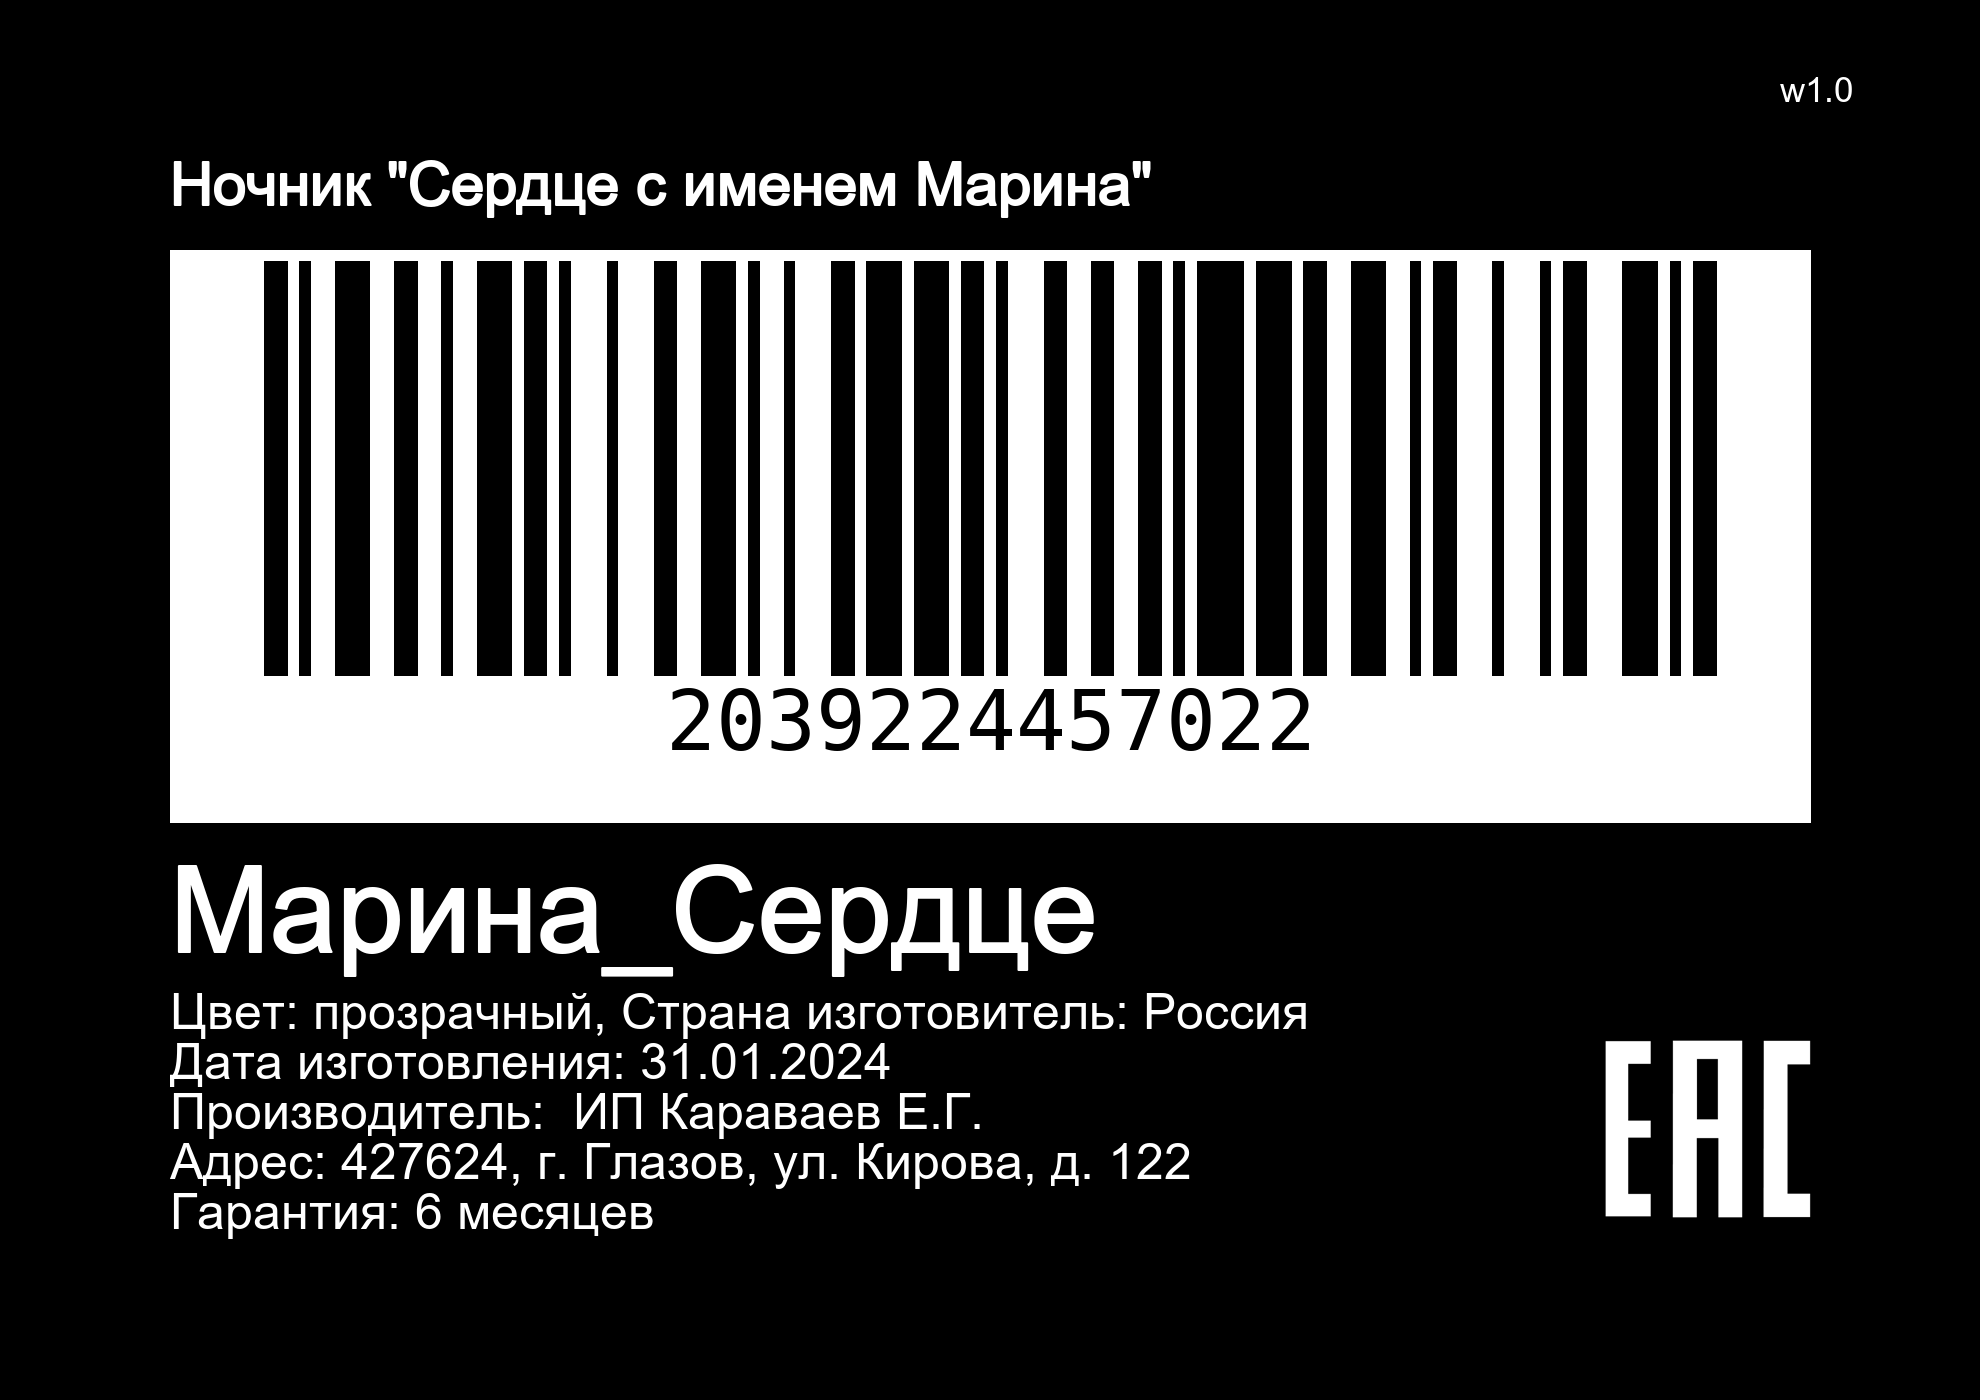 w1.0
Ночник "Сердце с именем Марина"
2039224457022
Марина_Сердце
Цвет: прозрачный, Страна изготовитель: Россия
Дата изготовления: 31.01.2024
Производитель:  ИП Караваев Е.Г.
Адрес: 427624, г. Глазов, ул. Кирова, д. 122
Гарантия: 6 месяцев
EAC